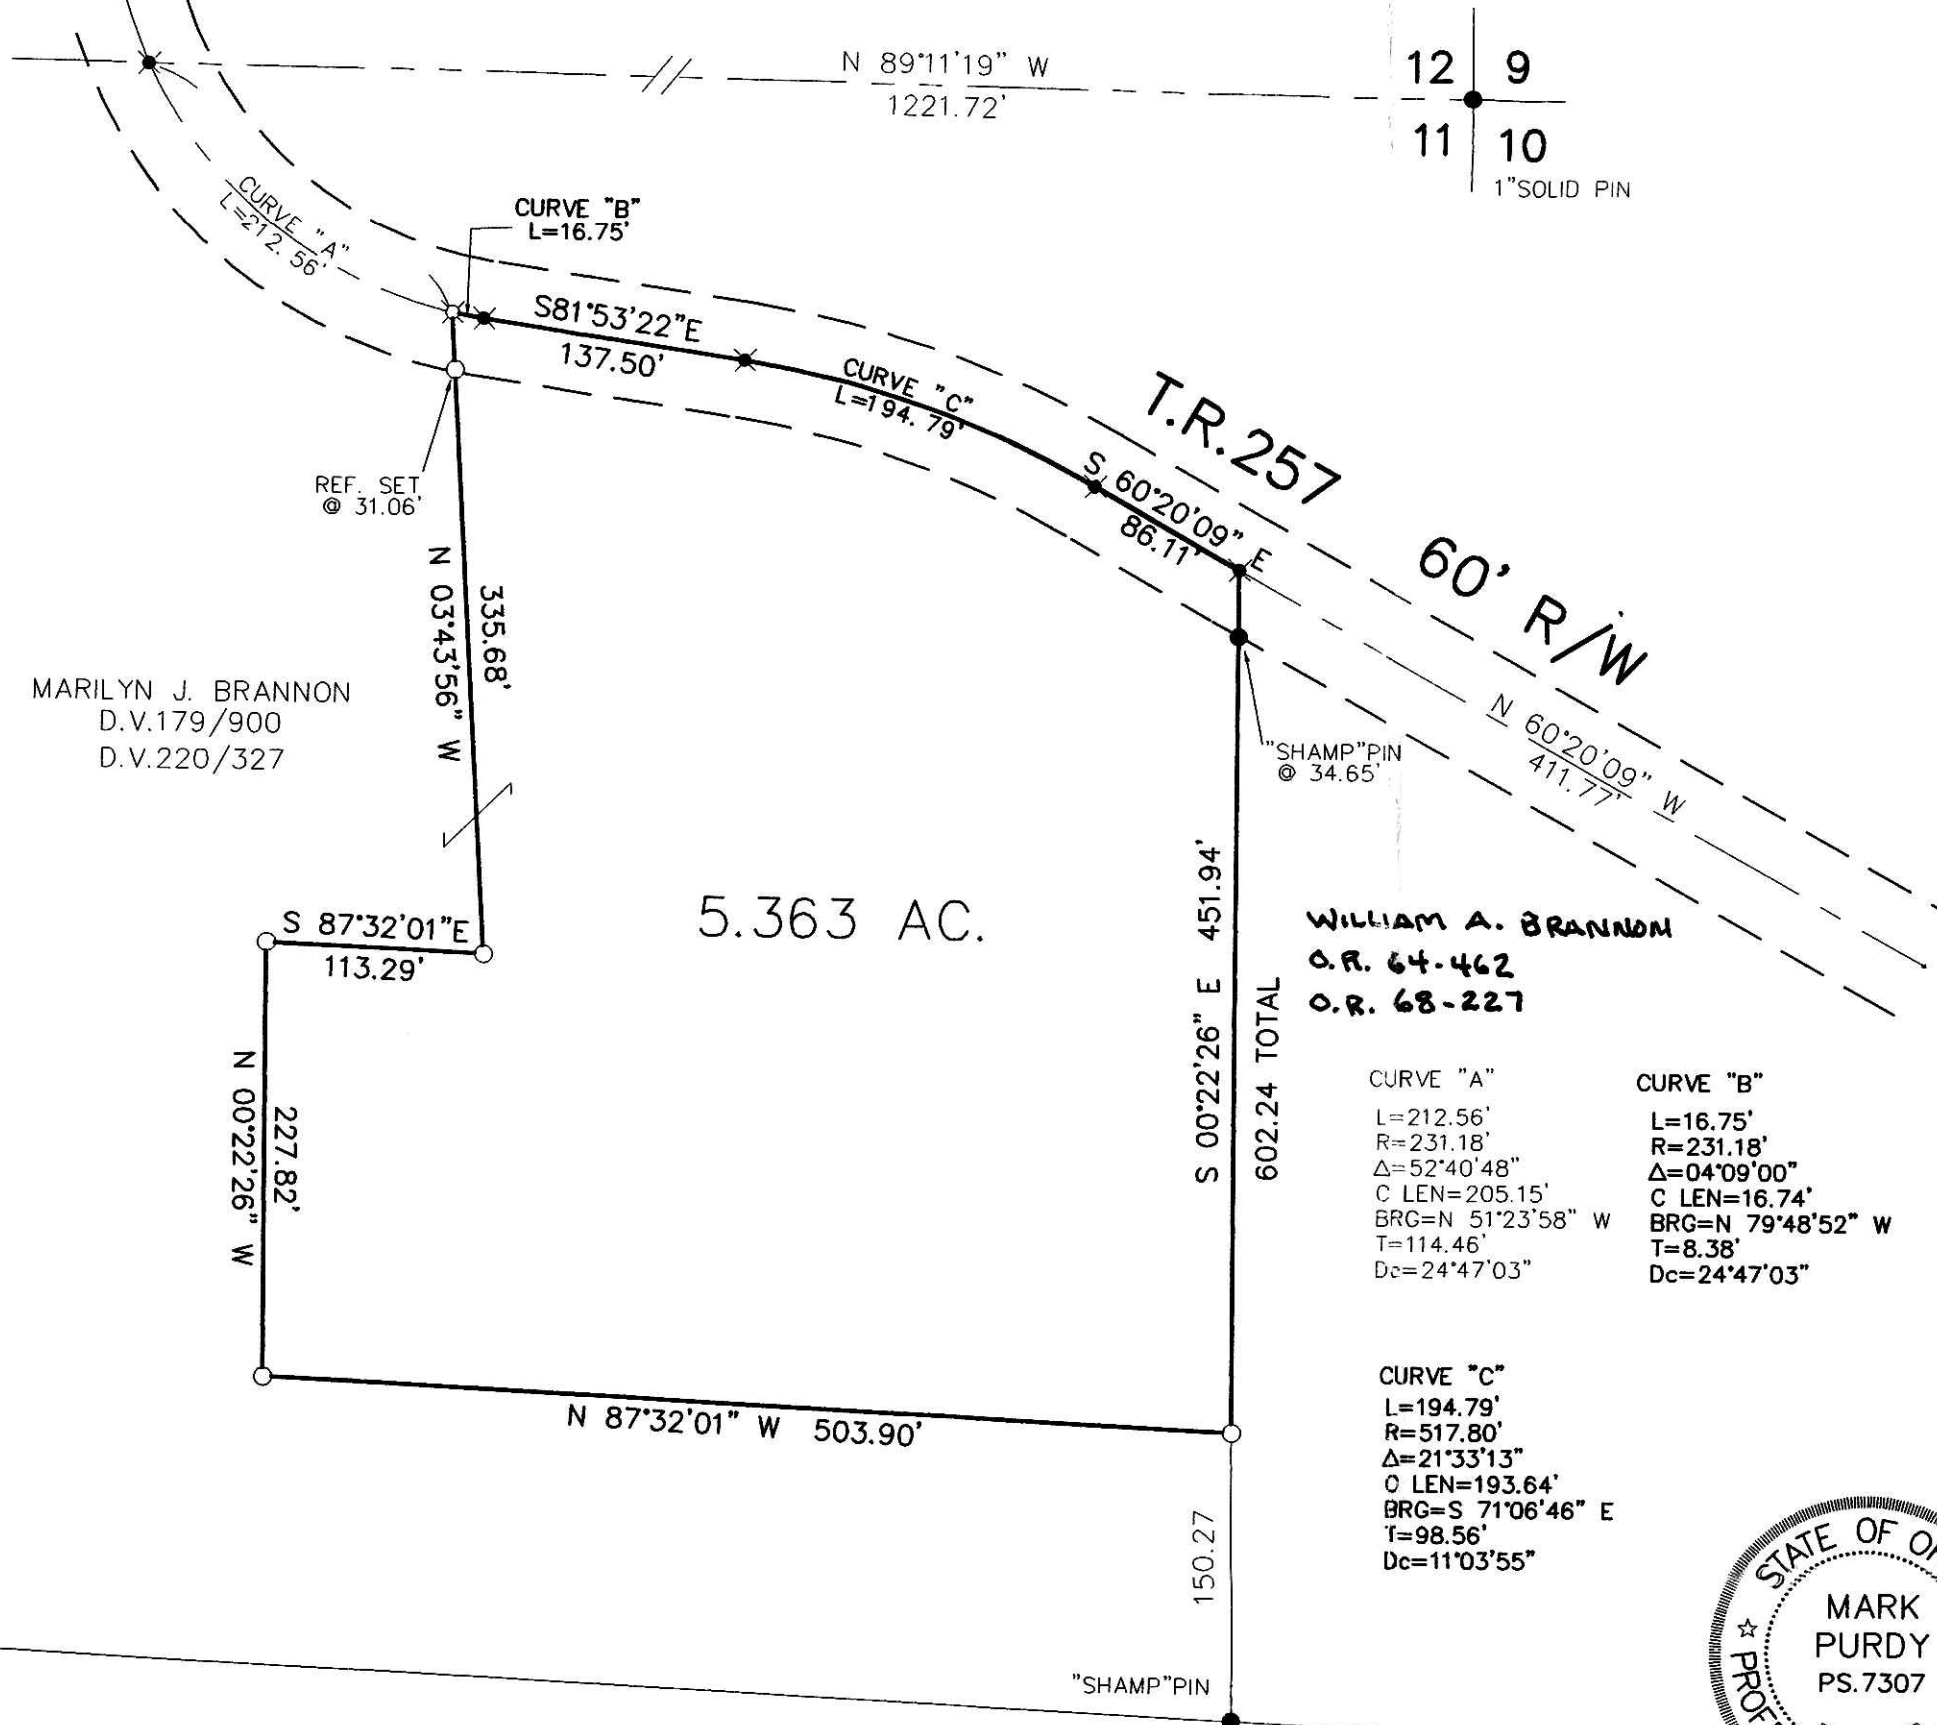 N 89°11'19" W
1221.72'
12 9
11 10
1"SOLID PIN
CURVE "A"
L=212.56'
CURVE "B"
L=16.75'
S81°53'22"E
137.50'
CURVE "C"
L=194.79'
T.R.257
60' R/W
S 60°20'09" E
86.11'
REF. SET
@ 31.06'
N 03°43'56" W
335.68'
MARILYN J. BRANNON
D.V.179/900
D.V.220/327
"SHAMP"PIN
@ 34.65'
N 60°20'09" W
411.77'
S 87°32'01"E
113.29'
5.363 AC.
S 00°22'26" E 451.94'
602.24 TOTAL
WILLIAM A. BRANNON
O.R. 64-462
O.R. 68-227
N 00°22'26" W
227.82'
CURVE "A"
L=212.56'
R=231.18'
Δ=52°40'48"
C LEN=205.15'
BRG=N 51°23'58" W
T=114.46'
Dc=24°47'03"
CURVE "B"
L=16.75'
R=231.18'
Δ=04°09'00"
C LEN=16.74'
BRG=N 79°48'52" W
T=8.38'
Dc=24°47'03"
N 87°32'01" W 503.90'
CURVE "C"
L=194.79'
R=517.80'
Δ=21°33'13"
C LEN=193.64'
BRG=S 71°06'46" E
T=98.56'
Dc=11°03'55"
150.27
"SHAMP"PIN
STATE OF
MARK
PURDY
PS.7307